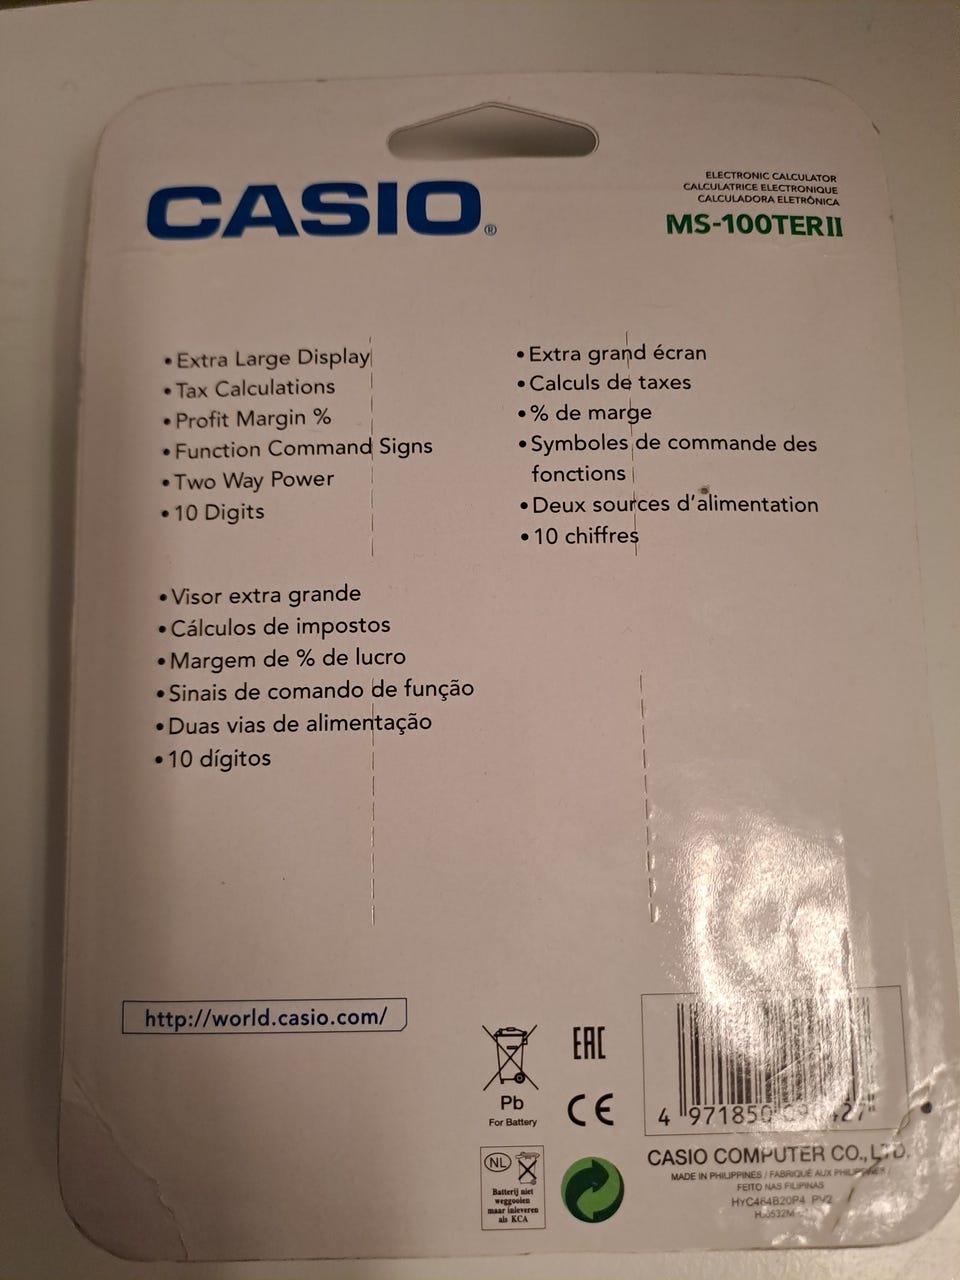 CASIO®
ELECTRONIC CALCULATOR
CALCULATRICE ELECTRONIQUE
CALCULADORA ELETRÔNICA
MS-100TERII
• Extra Large Display
• Tax Calculations
• Profit Margin %
• Function Command Signs
• Two Way Power
• 10 Digits
• Extra grand écran
• Calculs de taxes
• % de marge
• Symboles de commande des
fonctions
• Deux sources d'alimentation
• 10 chiffres
• Visor extra grande
• Cálculos de impostos
• Margem de % de lucro
• Sinais de comando de função
• Duas vias de alimentação
• 10 dígitos
http://world.casio.com/
Pb
For Battery
EAC
CE
NL
Batterij niet
weggooien
maar inleveren
als KCA
4 971850
CASIO COMPUTER CO., LTD.
MADE IN PHILIPPINES / FABRIQUÉ AUX PHILIPPINES /
FEITO NAS FILIPINAS